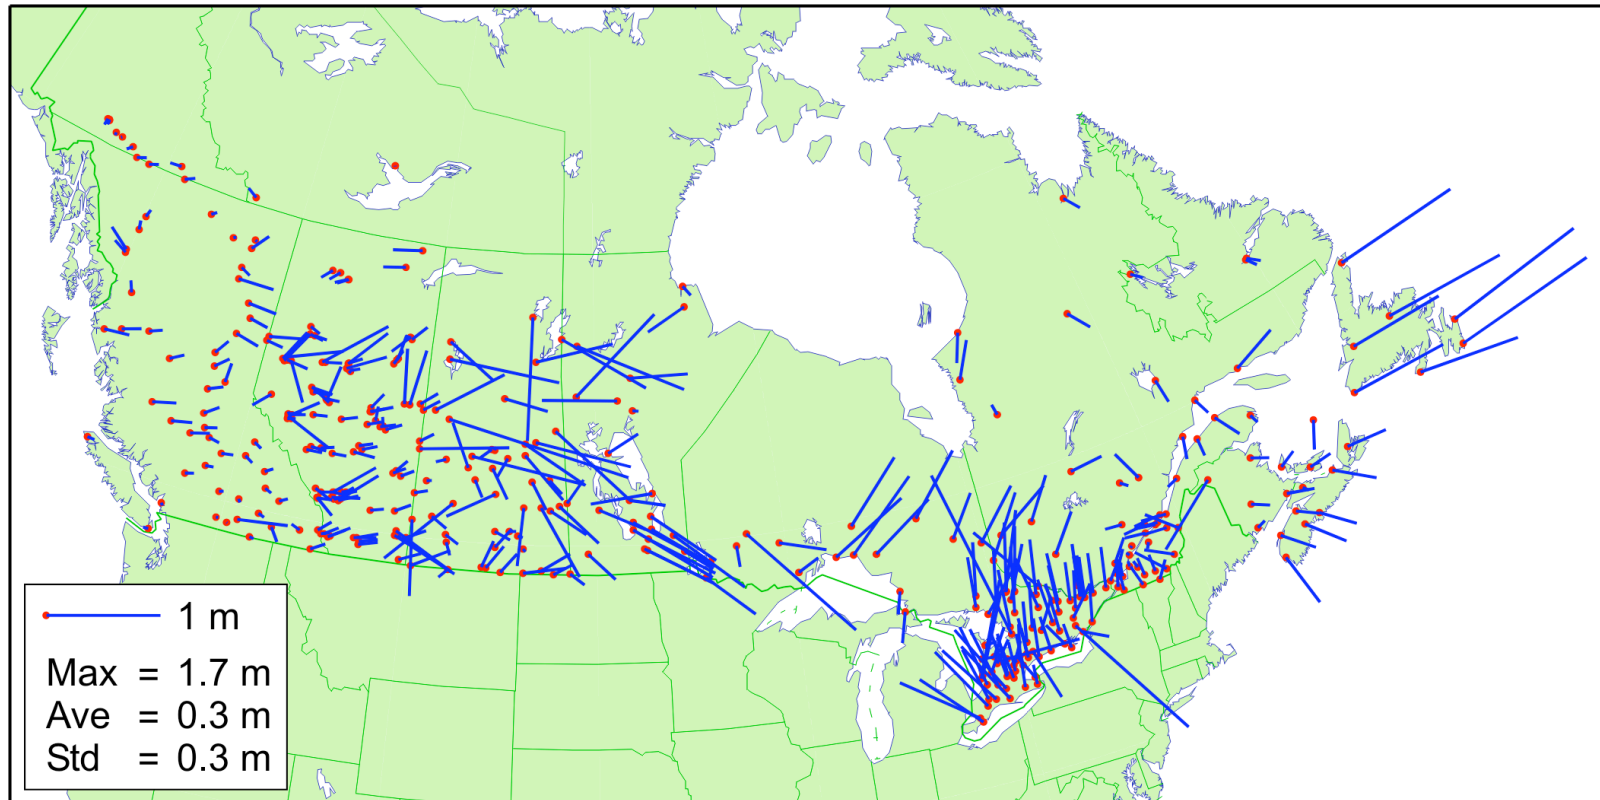 1 m
Max = 1.7 m
Ave = 0.3 m
Std = 0.3 m